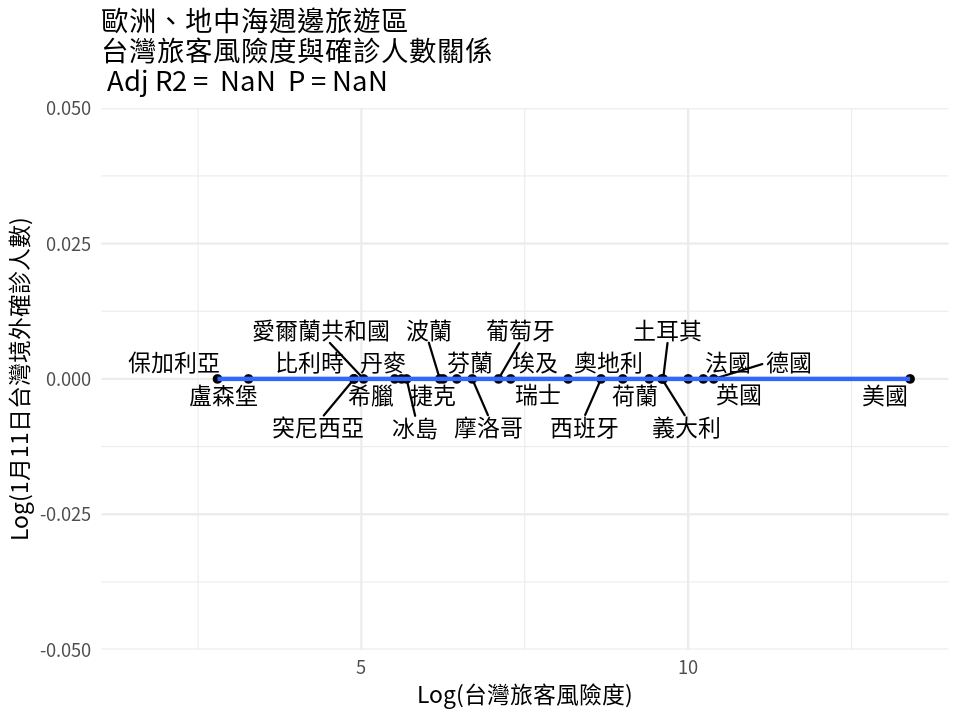 歐洲、地中海週邊旅遊區
台灣旅客風險度與確診人數關係
Adj R2 = NaN P = NaN
0.050
0.025
0.000
-0.025
-0.050
Log(1月11日台灣境外確診人數)
愛爾蘭共和國 波蘭 葡萄牙 土耳其
保加利亞 比利時 丹麥 芬蘭 埃及 奧地利 法國 德國
盧森堡 希臘 捷克 瑞士 荷蘭 英國 美國
突尼西亞 冰島 摩洛哥 西班牙 義大利
5 10
Log(台灣旅客風險度)